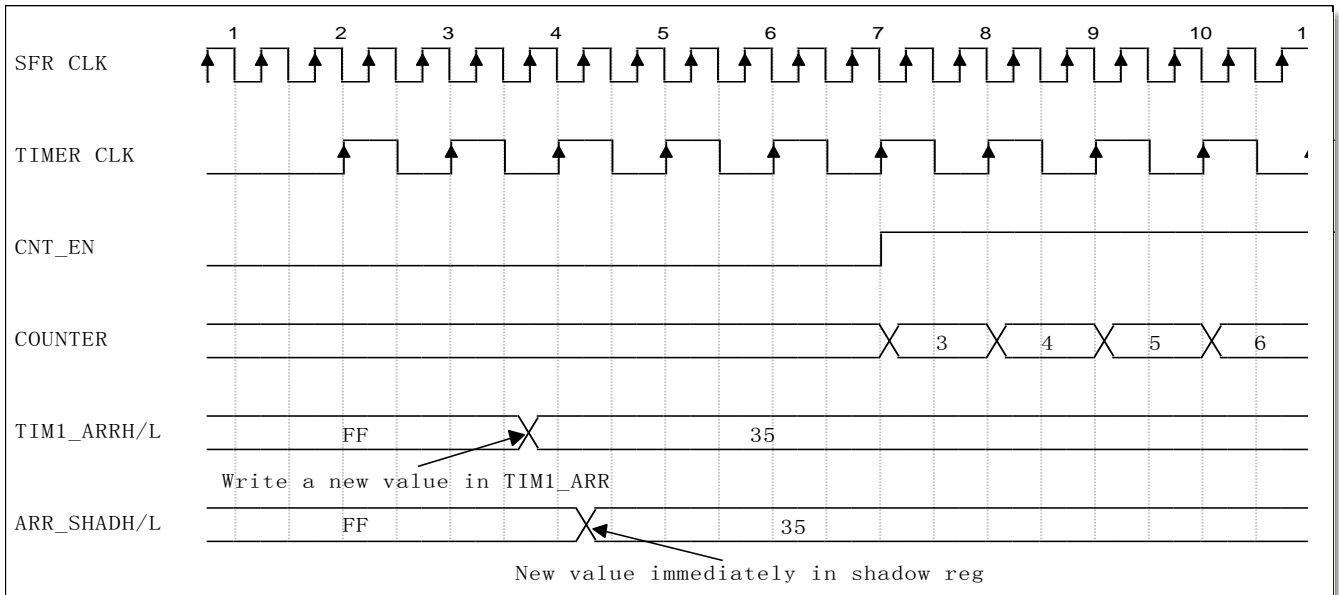 1 2 3 4 5 6 7 8 9 10 1
SFR CLK
TIMER CLK
CNT_EN
COUNTER 3 4 5 6
TIM1_ARRH/L FF 35
Write a new value in TIM1_ARR
ARR_SHADH/L FF 35
New value immediately in shadow reg